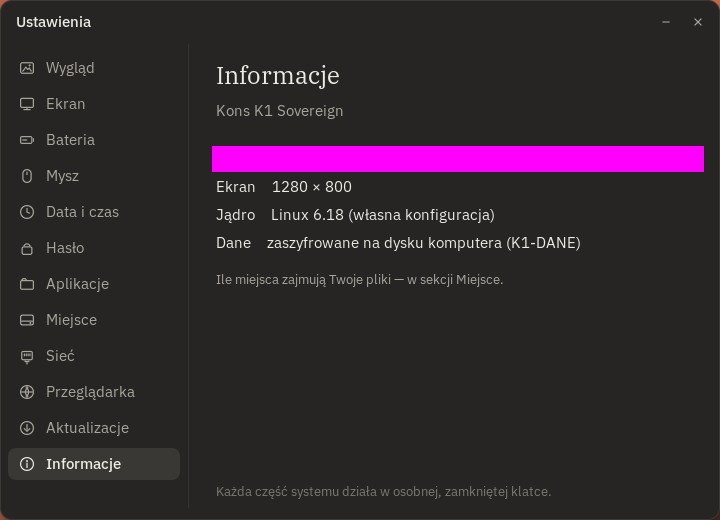 Ustawienia
Wygląd
Ekran
Bateria
Mysz
Data i czas
Hasło
Aplikacje
Miejsce
Sieć
Przeglądarka
Aktualizacje
Informacje
Informacje
Kons K1 Sovereign
Ekran 1280 × 800
Jądro Linux 6.18 (własna konfiguracja)
Dane zaszyfrowane na dysku komputera (K1-DANE)
Ile miejsca zajmują Twoje pliki — w sekcji Miejsce.
Każda część systemu działa w osobnej, zamkniętej klatce.